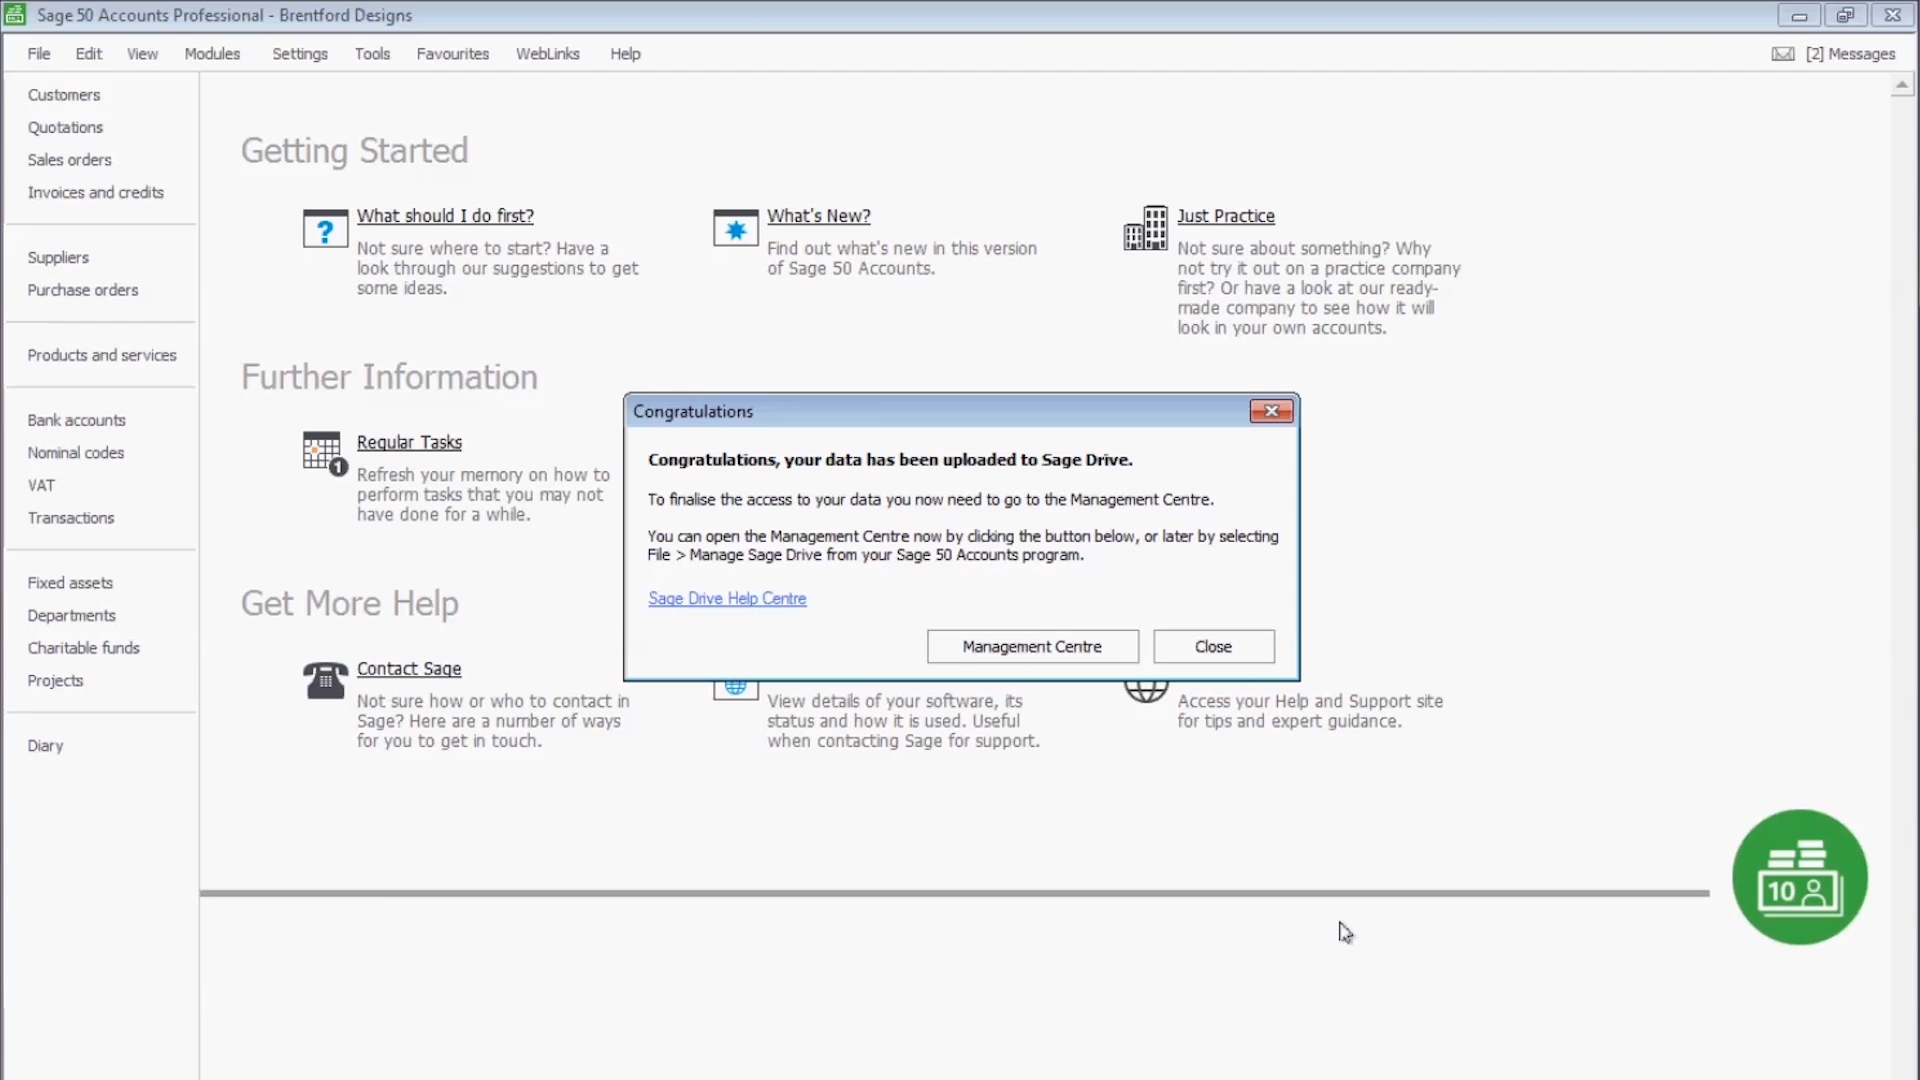 Sage 50 Accounts Professional - Brentford Designs
File Edit View Modules Settings Tools Favourites WebLinks Help [2] Messages
Customers
Quotations
Sales orders
Invoices and credits
Suppliers
Purchase orders
Products and services
Bank accounts
Nominal codes
VAT
Transactions
Fixed assets
Departments
Charitable funds
Projects
Diary
Getting Started
What should I do first?
Not sure where to start? Have a
look through our suggestions to get
some ideas.
What's New?
Find out what's new in this version
of Sage 50 Accounts.
Just Practice
Not sure about something? Why
not try it out on a practice company
first? Or have a look at our ready-
made company to see how it will
look in your own accounts.
Further Information
Regular Tasks
1
Refresh your memory on how to
perform tasks that you may not
have done for a while.
Congratulations
Congratulations, your data has been uploaded to Sage Drive.
To finalise the access to your data you now need to go to the Management Centre.
You can open the Management Centre now by clicking the button below, or later by selecting
File > Manage Sage Drive from your Sage 50 Accounts program.
Sage Drive Help Centre
Management Centre
Close
Get More Help
Contact Sage
Not sure how or who to contact in
Sage? Here are a number of ways
for you to get in touch.
View details of your software, its
status and how it is used. Useful
when contacting Sage for support.
Access your Help and Support site
for tips and expert guidance.
10